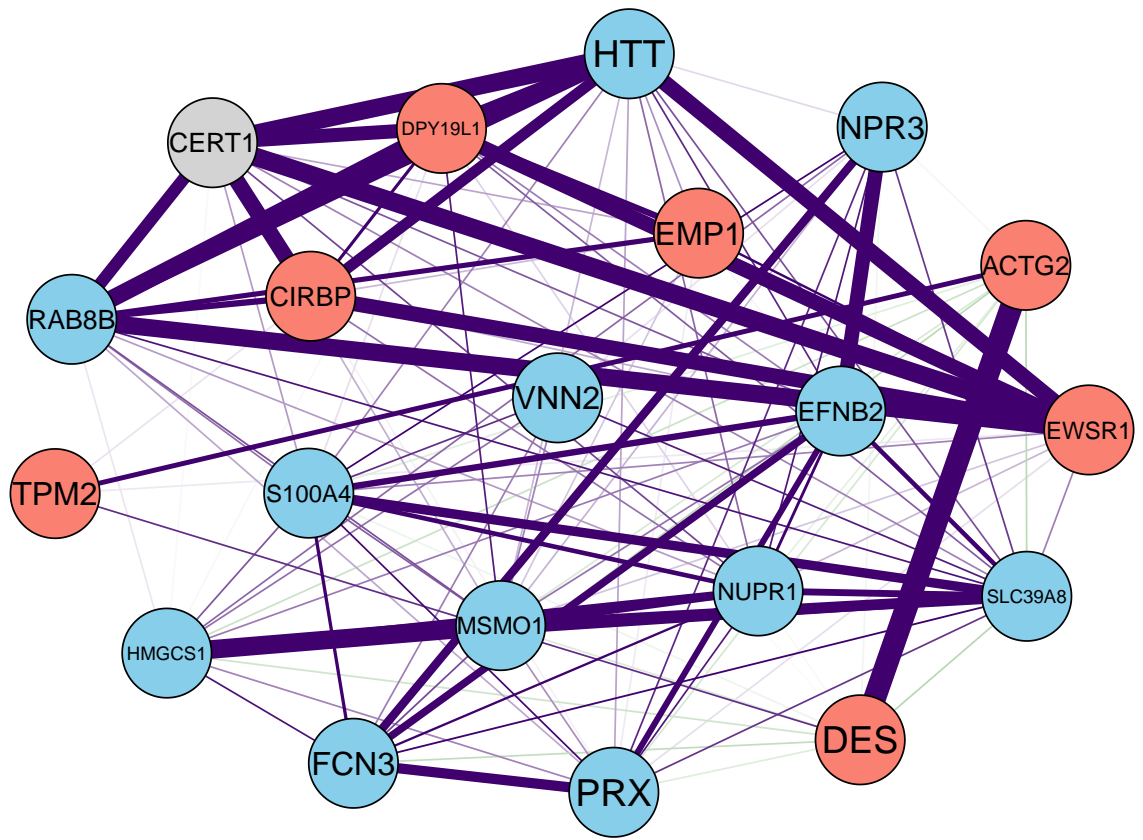 HTT
NPR3
DPY19L1
CERT1
EMP1
ACTG2
CIRBP
RAB8B
VNN2
EFNB2
EWSR1
TPM2
S100A4
NUPR1
SLC39A8
MSMO1
HMGCS1
DES
FCN3
PRX